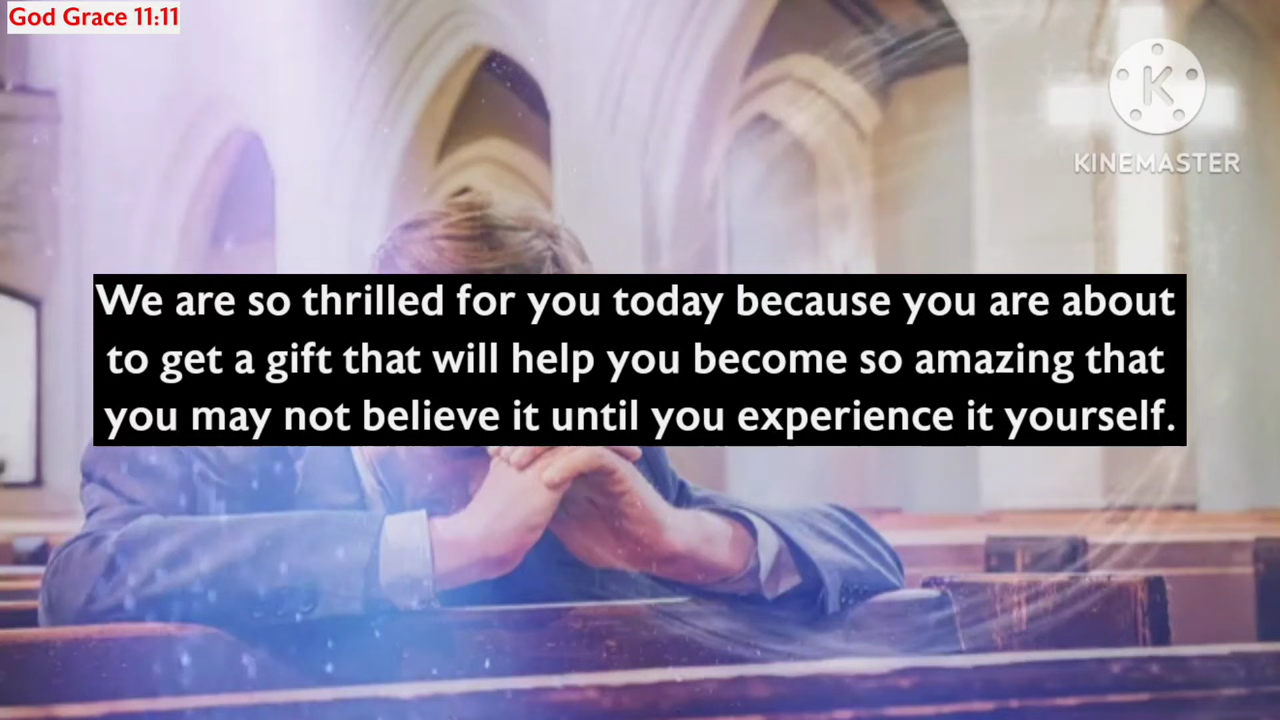 God Grace 11:11
K
KINEMASTER
We are so thrilled for you today because you are about
to get a gift that will help you become so amazing that
you may not believe it until you experience it yourself.